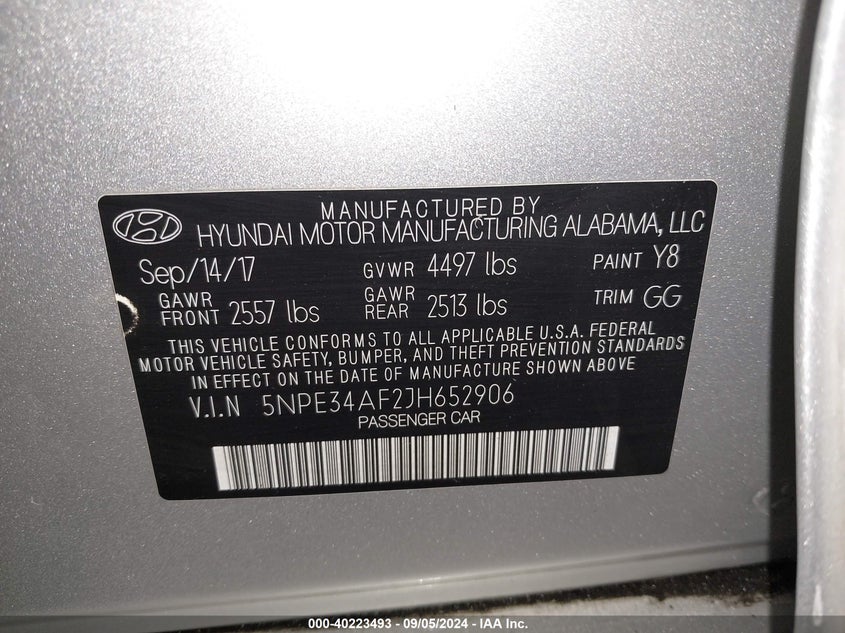 MANUFACTURED BY
HYUNDAI MOTOR MANUFACTURING ALABAMA, LLC
Sep/14/17 GVWR 4497 lbs PAINT Y8
GAWR FRONT 2557 lbs GAWR REAR 2513 lbs TRIM GG
THIS VEHICLE CONFORMS TO ALL APPLICABLE U.S.A. FEDERAL
MOTOR VEHICLE SAFETY, BUMPER, AND THEFT PREVENTION STANDARDS
IN EFFECT ON THE DATE OF MANUFACTURE SHOWN ABOVE
V.I.N 5NPE34AF2JH652906
PASSENGER CAR
000-40223493 - 09/05/2024 - IAA Inc.